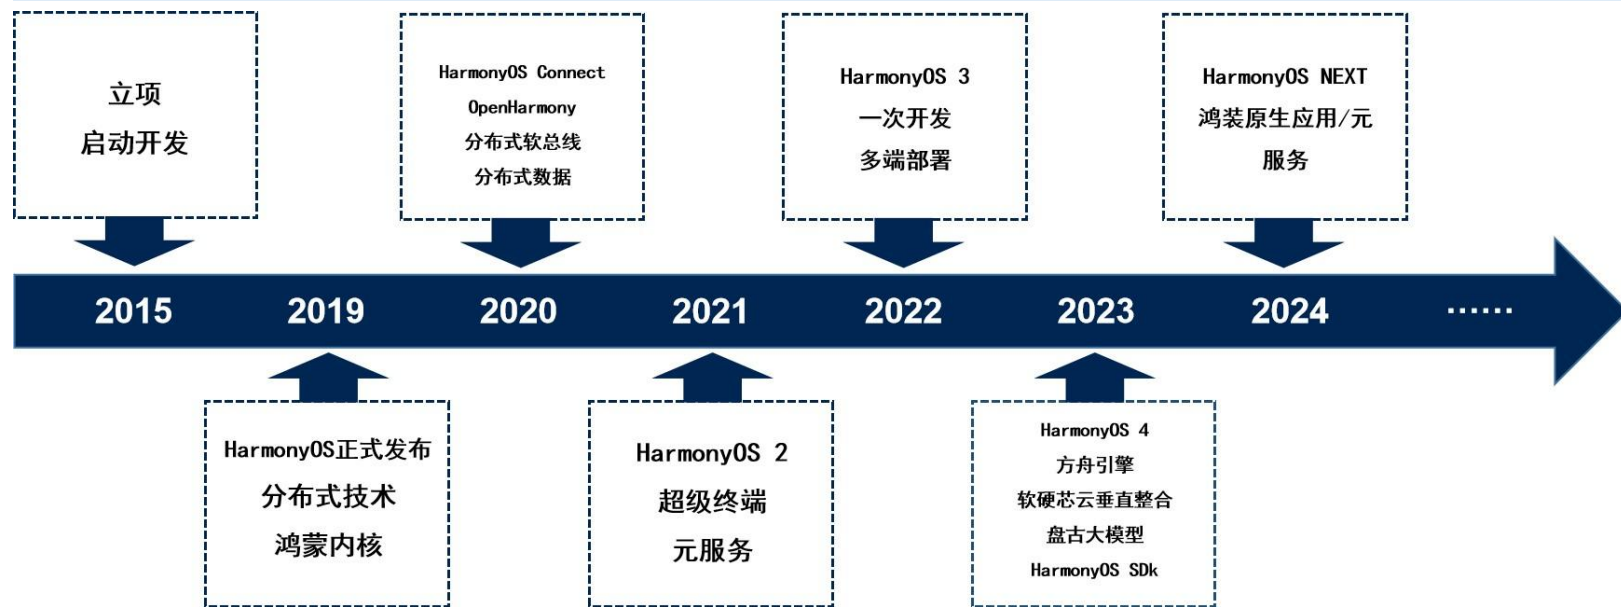 立项
启动开发
HarmonyOS Connect
OpenHarmony
分布式软总线
分布式数据
HarmonyOS 3
一次开发
多端部署
HarmonyOS NEXT
鸿装原生应用/元
服务
2015
2019
2020
2021
2022
2023
2024
······
HarmonyOS正式发布
分布式技术
鸿蒙内核
HarmonyOS 2
超级终端
元服务
HarmonyOS 4
方舟引擎
软硬芯云垂直整合
盘古大模型
HarmonyOS SDk